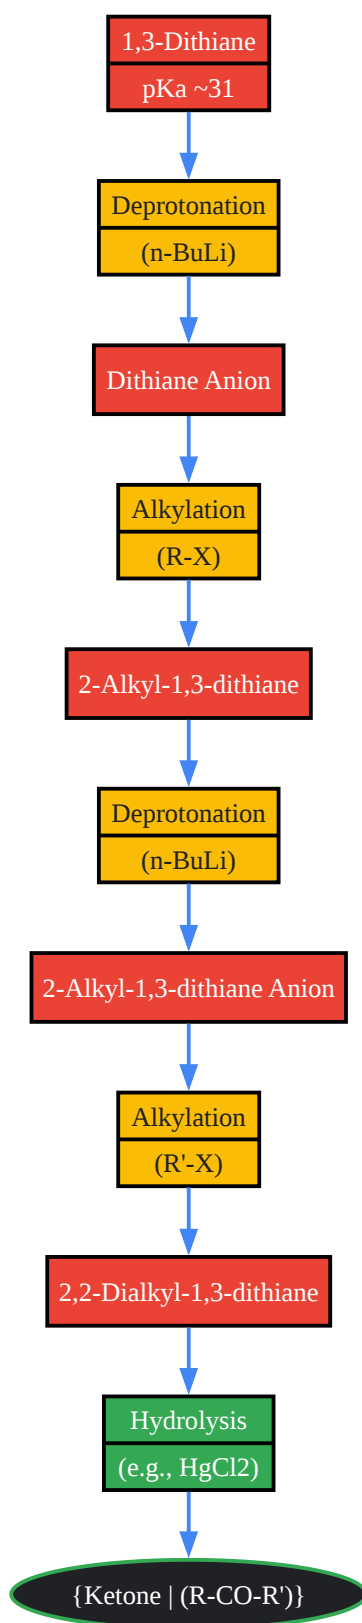 1,3-Dithiane
pKa ~31
Deprotonation
(n-BuLi)
Dithiane Anion
Alkylation
(R-X)
2-Alkyl-1,3-dithiane
Deprotonation
(n-BuLi)
2-Alkyl-1,3-dithiane Anion
Alkylation
(R'-X)
2,2-Dialkyl-1,3-dithiane
Hydrolysis
(e.g., HgCl2)
{Ketone | (R-CO-R')}